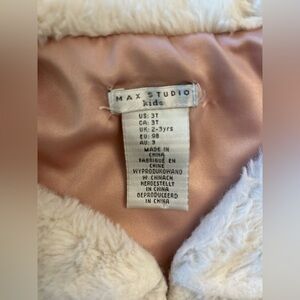 MAX STUDIO
kids
US: 3T
CA: 3T
UK: 2-3yrs
EU: 98
AU: 3
MADE IN
CHINA
FABRIQUÉ EN
CHINE
WYPRODUKOWANO
W CHINACH
HERGESTELLT
IN CHINA
GEPRODUCEERD
IN CHINA